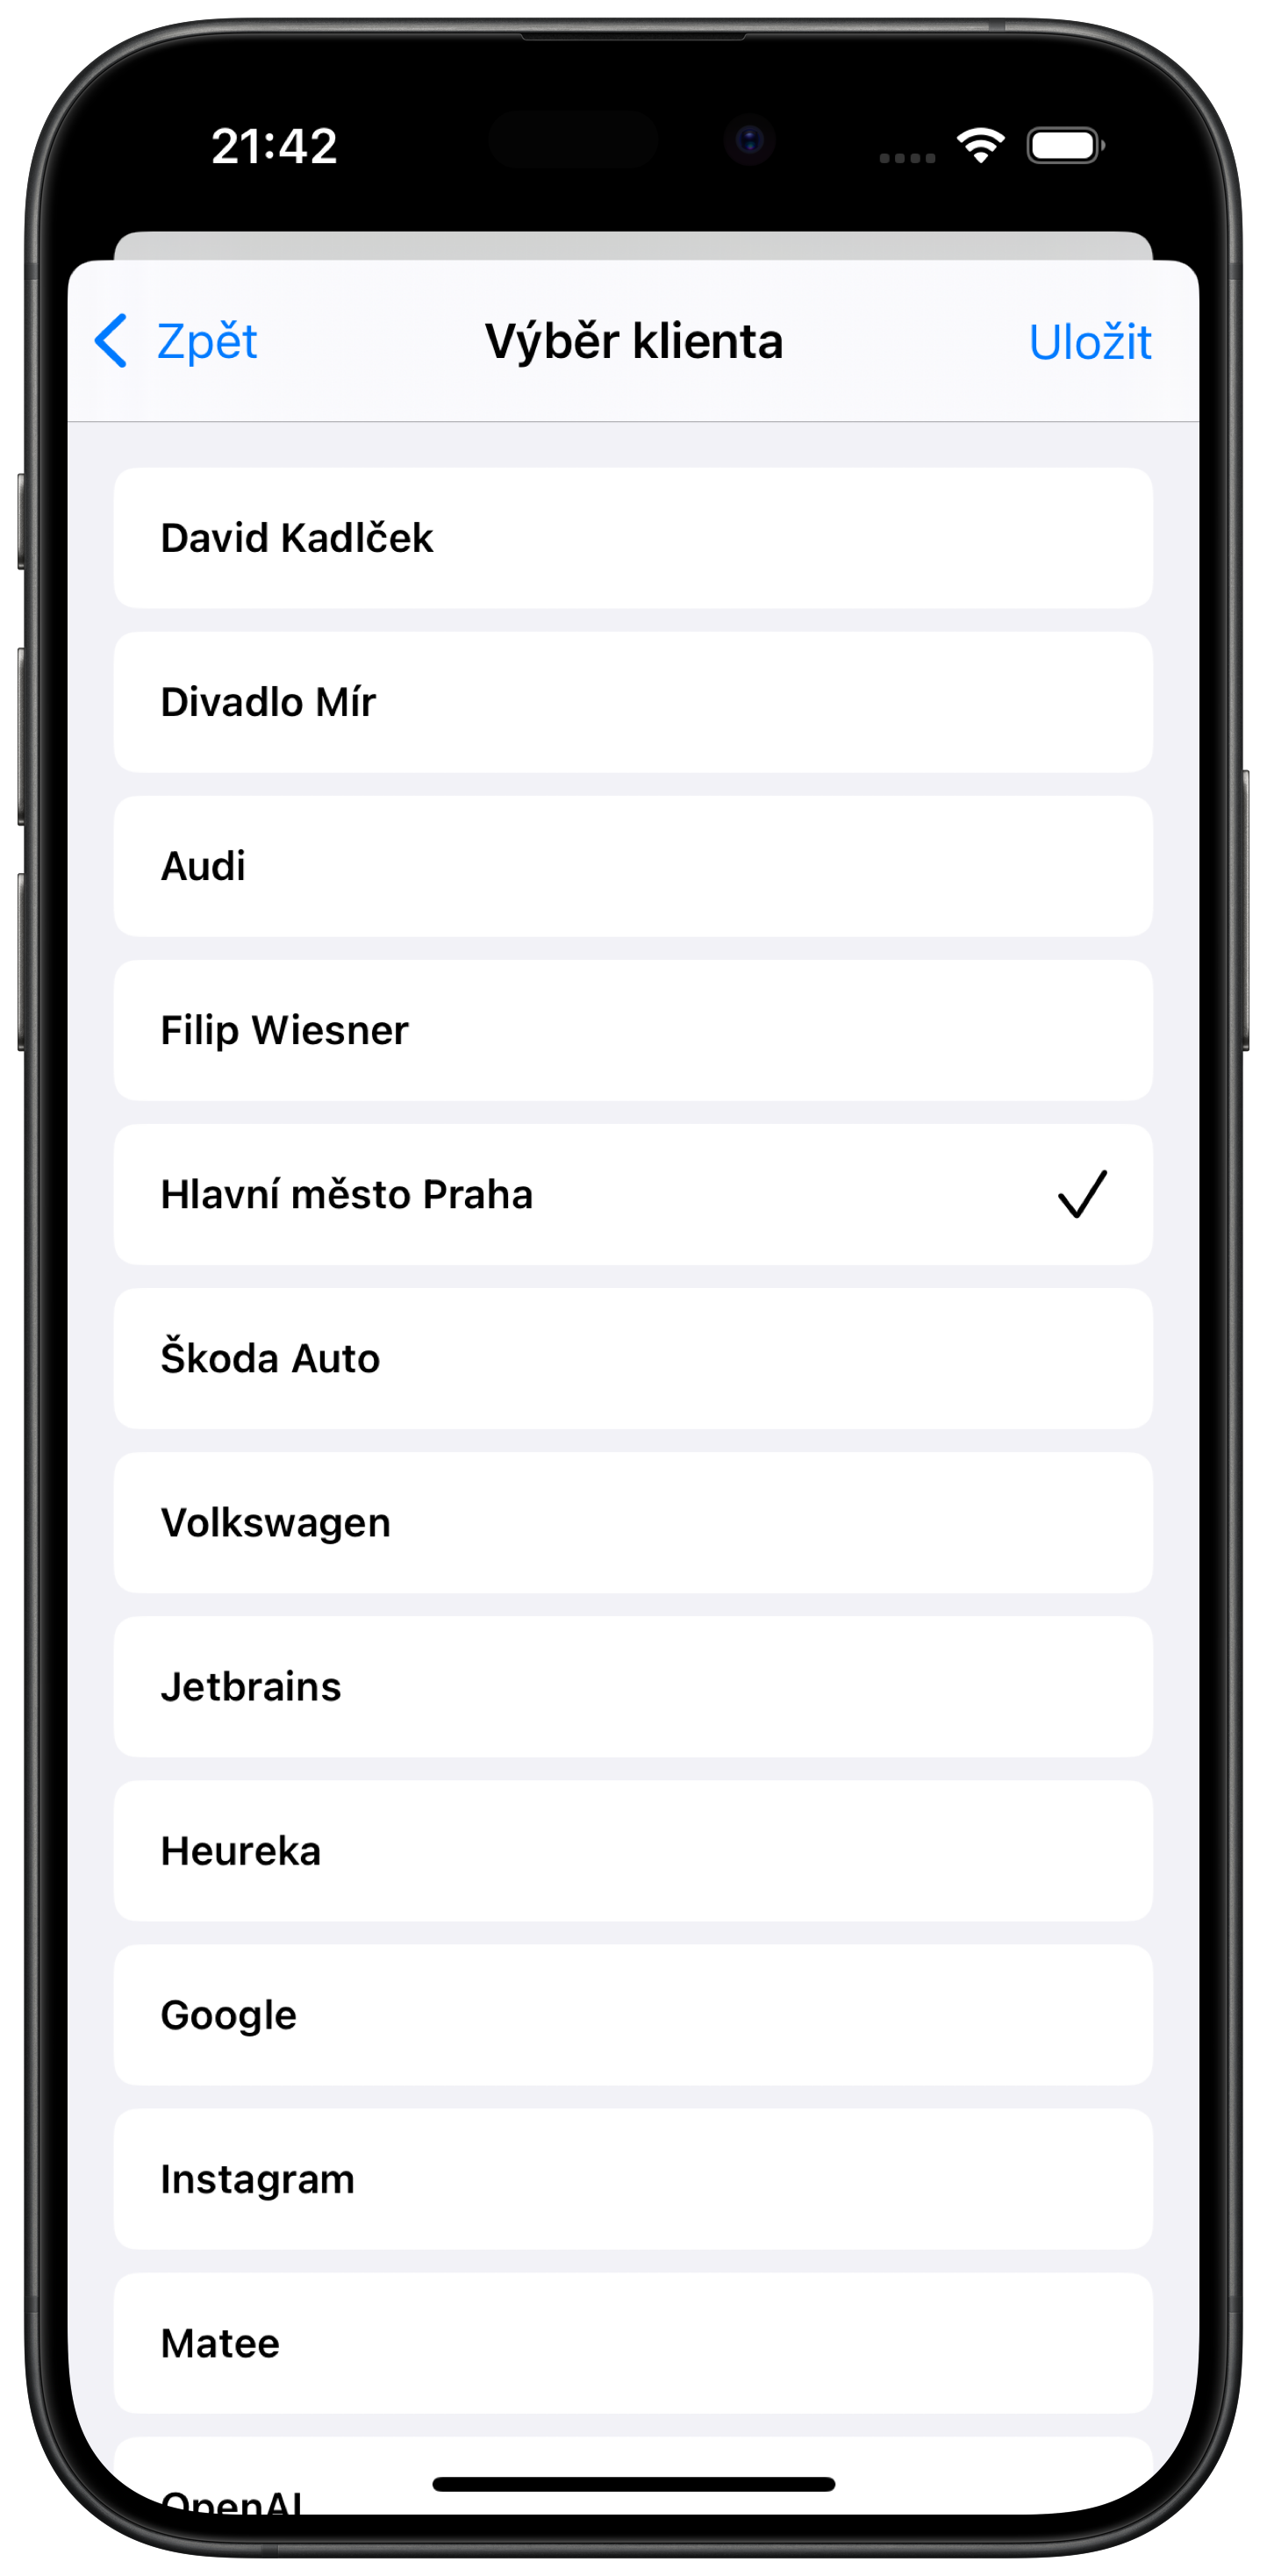 21:42
Zpět
Výběr klienta
Uložit
David Kadlček
Divadlo Mír
Audi
Filip Wiesner
Hlavní město Praha
Škoda Auto
Volkswagen
Jetbrains
Heureka
Google
Instagram
Matee
OpenAI